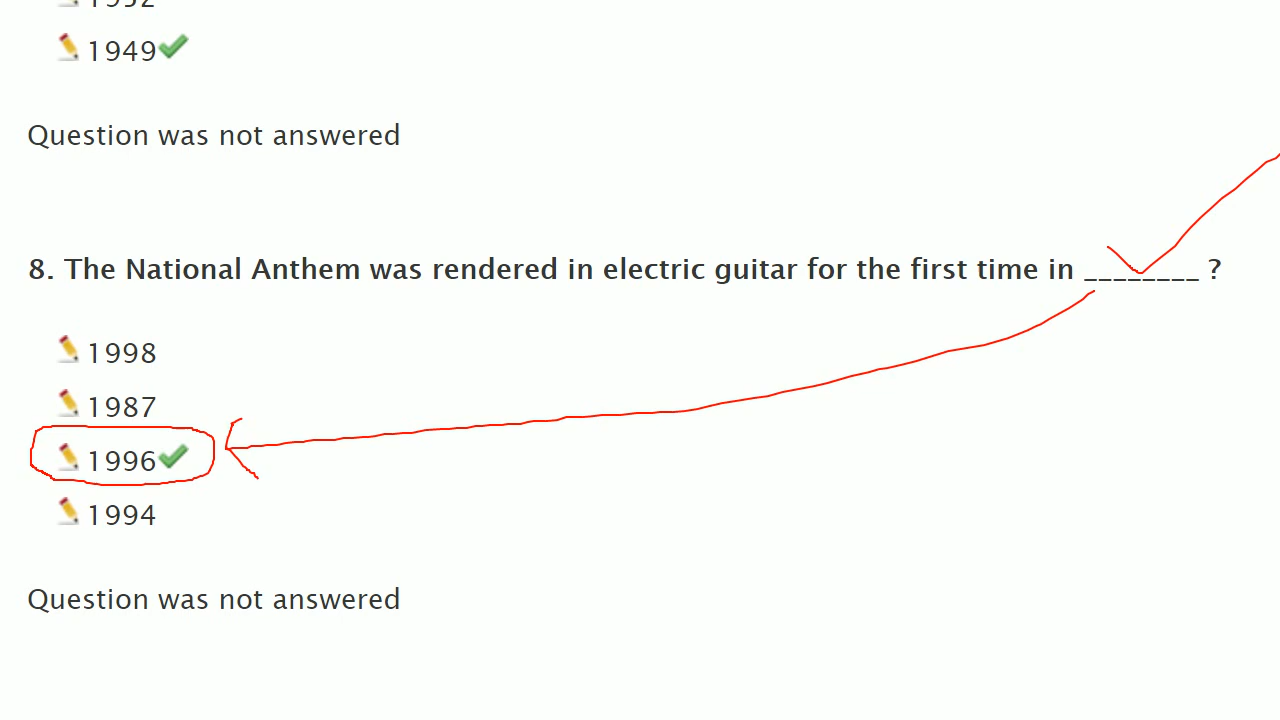 1949
Question was not answered
8. The National Anthem was rendered in electric guitar for the first time in ________ ?
1998
1987
1996
1994
Question was not answered